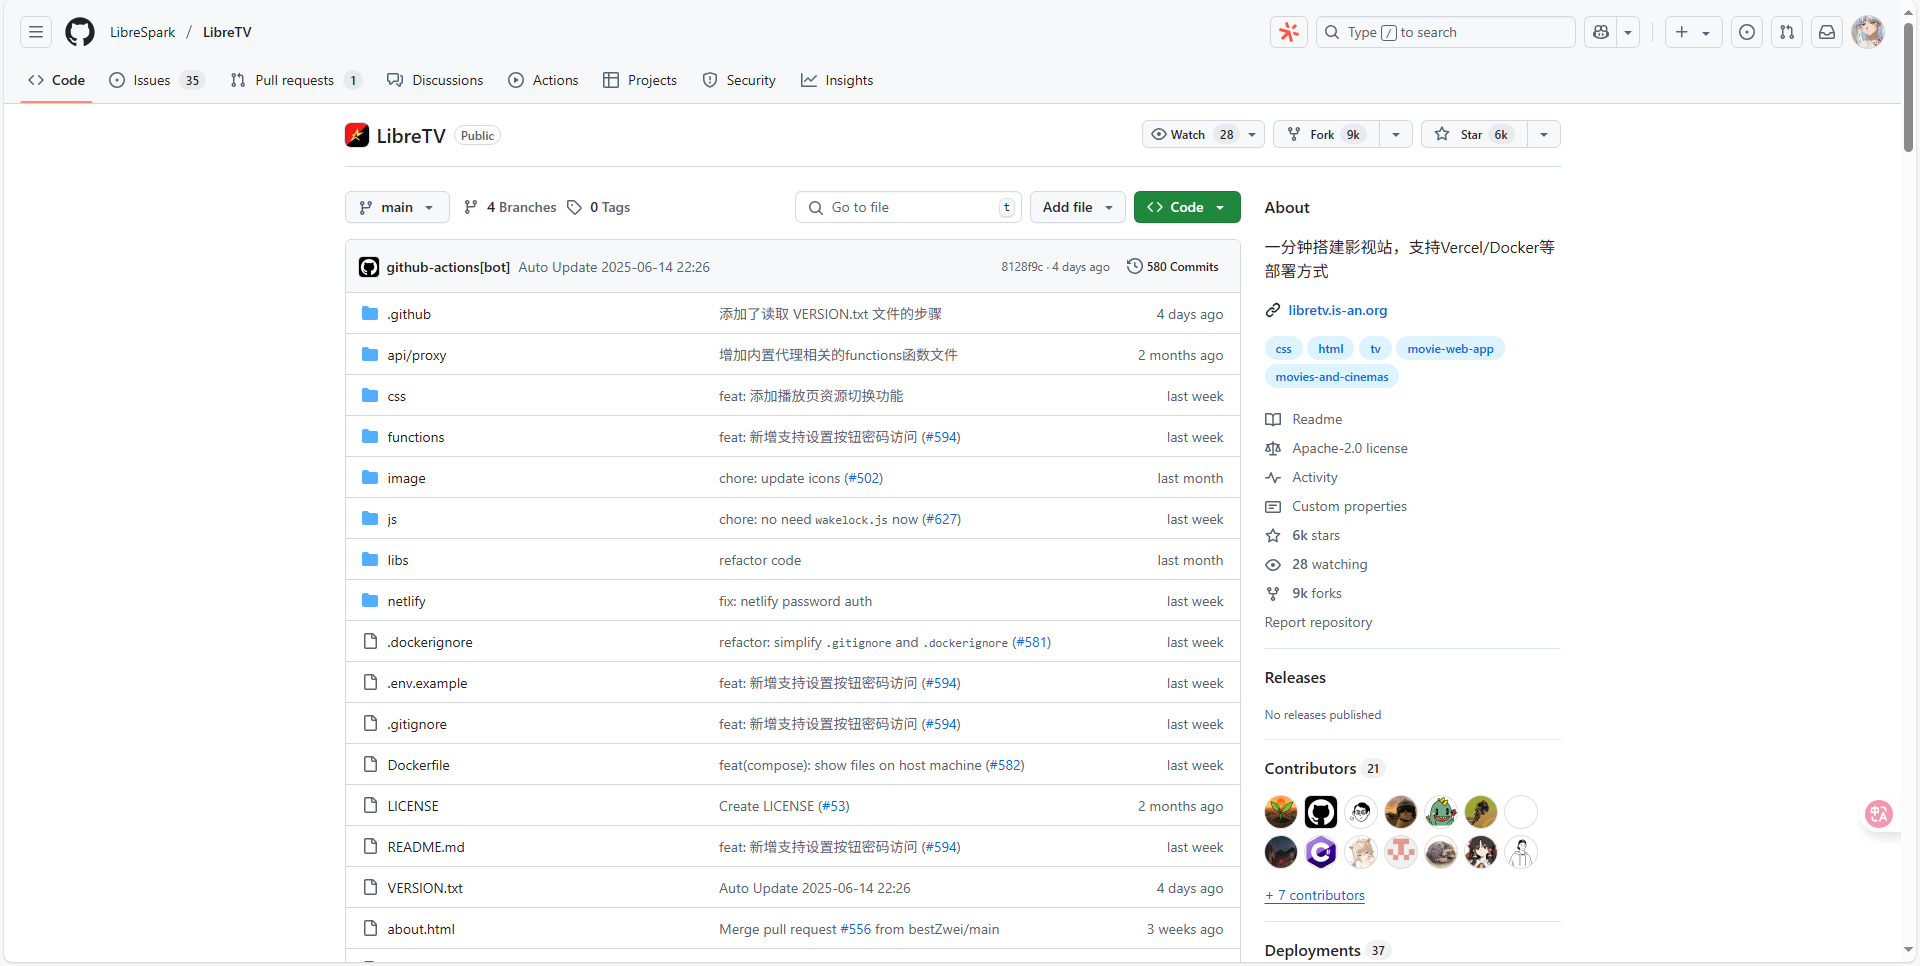 LibreSpark / LibreTV
Type / to search
Code
Issues 35
Pull requests 1
Discussions
Actions
Projects
Security
Insights
LibreTV Public
Watch 28
Fork 9k
Star 6k
main
4 Branches
0 Tags
Go to file t
Add file
Code
github-actions[bot] Auto Update 2025-06-14 22:26 8128f9c · 4 days ago 580 Commits
.github 添加了读取 VERSION.txt 文件的步骤 4 days ago
api/proxy 增加内置代理相关的functions函数文件 2 months ago
css feat: 添加播放页资源切换功能 last week
functions feat: 新增支持设置按钮密码访问 (#594) last week
image chore: update icons (#502) last month
js chore: no need wakelock.js now (#627) last week
libs refactor code last month
netlify fix: netlify password auth last week
.dockerignore refactor: simplify .gitignore and .dockerignore (#581) last week
.env.example feat: 新增支持设置按钮密码访问 (#594) last week
.gitignore feat: 新增支持设置按钮密码访问 (#594) last week
Dockerfile feat(compose): show files on host machine (#582) last week
LICENSE Create LICENSE (#53) 2 months ago
README.md feat: 新增支持设置按钮密码访问 (#594) last week
VERSION.txt Auto Update 2025-06-14 22:26 4 days ago
about.html Merge pull request #556 from bestZwei/main 3 weeks ago
About
一分钟搭建影视站，支持Vercel/Docker等
部署方式
libretv.is-an.org
css html tv movie-web-app
movies-and-cinemas
Readme
Apache-2.0 license
Activity
Custom properties
6k stars
28 watching
9k forks
Report repository
Releases
No releases published
Contributors 21
+ 7 contributors
Deployments 37